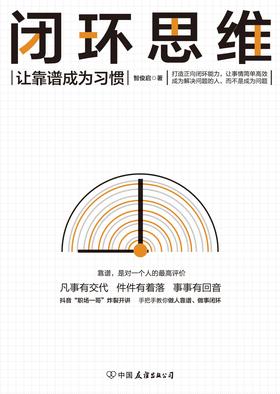 闭环思维
让靠谱成为习惯
智俊启 著
打造正向闭环能力，让事情简单高效
成为解决问题的人、而不是成为问题
靠谱，是对一个人的最高评价
凡事有交代 件件有着落 事事有回音
抖音“职场一哥”炸裂开讲 手把手教你做人靠谱、做事闭环
中国友谊出版公司